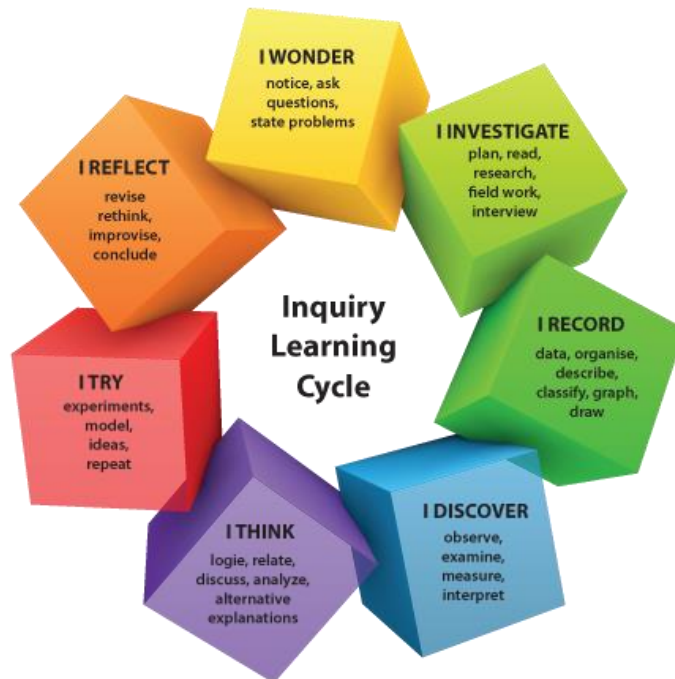 I WONDER
notice, ask
questions,
state problems
I INVESTIGATE
plan, read,
research,
field work,
interview
I RECORD
data, organise,
describe,
classify, graph,
draw
I DISCOVER
observe,
examine,
measure,
interpret
I THINK
logie, relate,
discuss, analyze,
alternative
explanations
I TRY
experiments,
model,
ideas,
repeat
I REFLECT
revise
rethink,
improvise,
conclude
Inquiry
Learning
Cycle